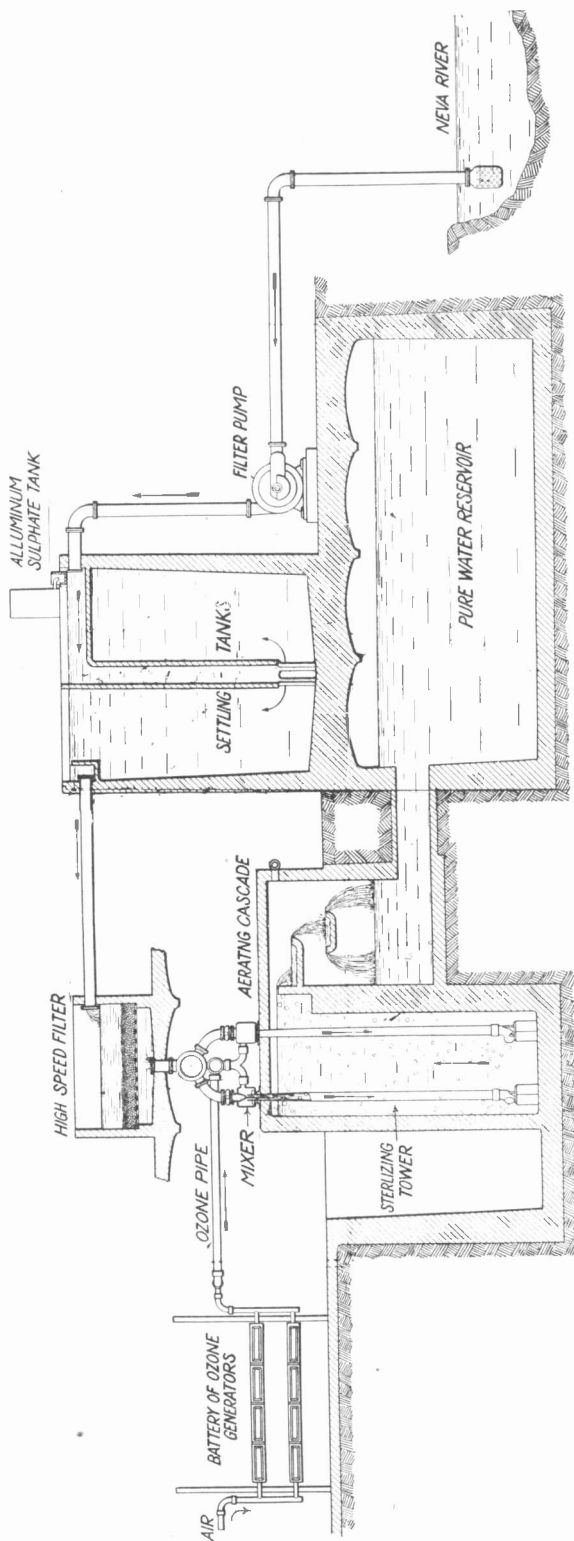 AIR
BATTERY OF OZONE
GENERATORS
OZONE PIPE
HIGH SPEED FILTER
MIXER
STERLIZING
TOWER
AERATNG CASCADE
SETTLING TANKS
ALLUMINUM
SULPHATE TANK
FILTER PUMP
PURE WATER RESERVOIR
NEVA RIVER